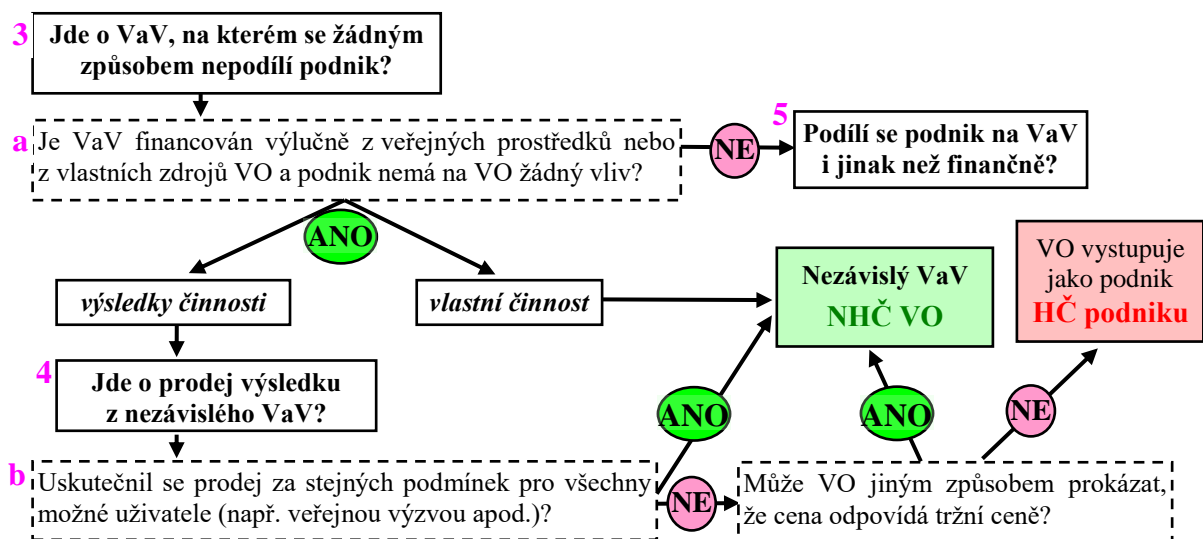 3
Jde o VaV, na kterém se žádným
způsobem nepodílí podnik?
a
Je VaV financován výlučně z veřejných prostředků nebo
z vlastních zdrojů VO a podnik nemá na VO žádný vliv?
NE
5
Podílí se podnik na VaV
i jinak než finančně?
ANO
výsledky činnosti
vlastní činnost
Nezávislý VaV
NHČ VO
VO vystupuje
jako podnik
HČ podniku
4
Jde o prodej výsledku
z nezávislého VaV?
ANO
ANO
NE
b
Uskutečnil se prodej za stejných podmínek pro všechny
možné uživatele (např. veřejnou výzvou apod.)?
NE
Může VO jiným způsobem prokázat,
že cena odpovídá tržní ceně?